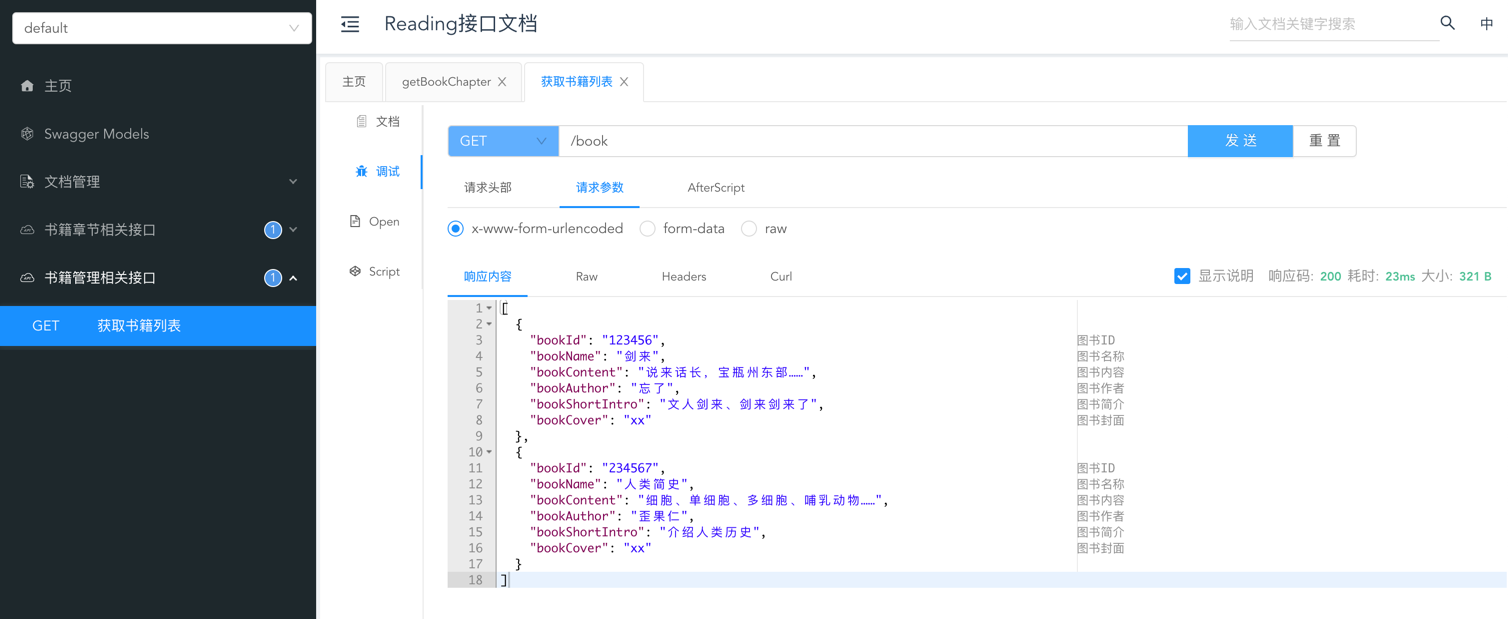 default
Reading接口文档
输入文档关键字搜索
中
主页
Swagger Models
文档管理
书籍章节相关接口 1
书籍管理相关接口 1
GET 获取书籍列表
主页 getBookChapter 获取书籍列表
文档
调试
Open
Script
GET /book 发 送 重 置
请求头部 请求参数 AfterScript
x-www-form-urlencoded form-data raw
响应内容 Raw Headers Curl 显示说明 响应码: 200 耗时: 23ms 大小: 321 B
1 [
2 {
3 "bookId": "123456", 图书ID
4 "bookName": "剑来", 图书名称
5 "bookContent": "说来话长，宝瓶州东部……", 图书内容
6 "bookAuthor": "忘了", 图书作者
7 "bookShortIntro": "文人剑来、剑来剑来了", 图书简介
8 "bookCover": "xx" 图书封面
9 },
10 {
11 "bookId": "234567", 图书ID
12 "bookName": "人类简史", 图书名称
13 "bookContent": "细胞、单细胞、多细胞、哺乳动物……", 图书内容
14 "bookAuthor": "歪果仁", 图书作者
15 "bookShortIntro": "介绍人类历史", 图书简介
16 "bookCover": "xx" 图书封面
17 }
18 ]